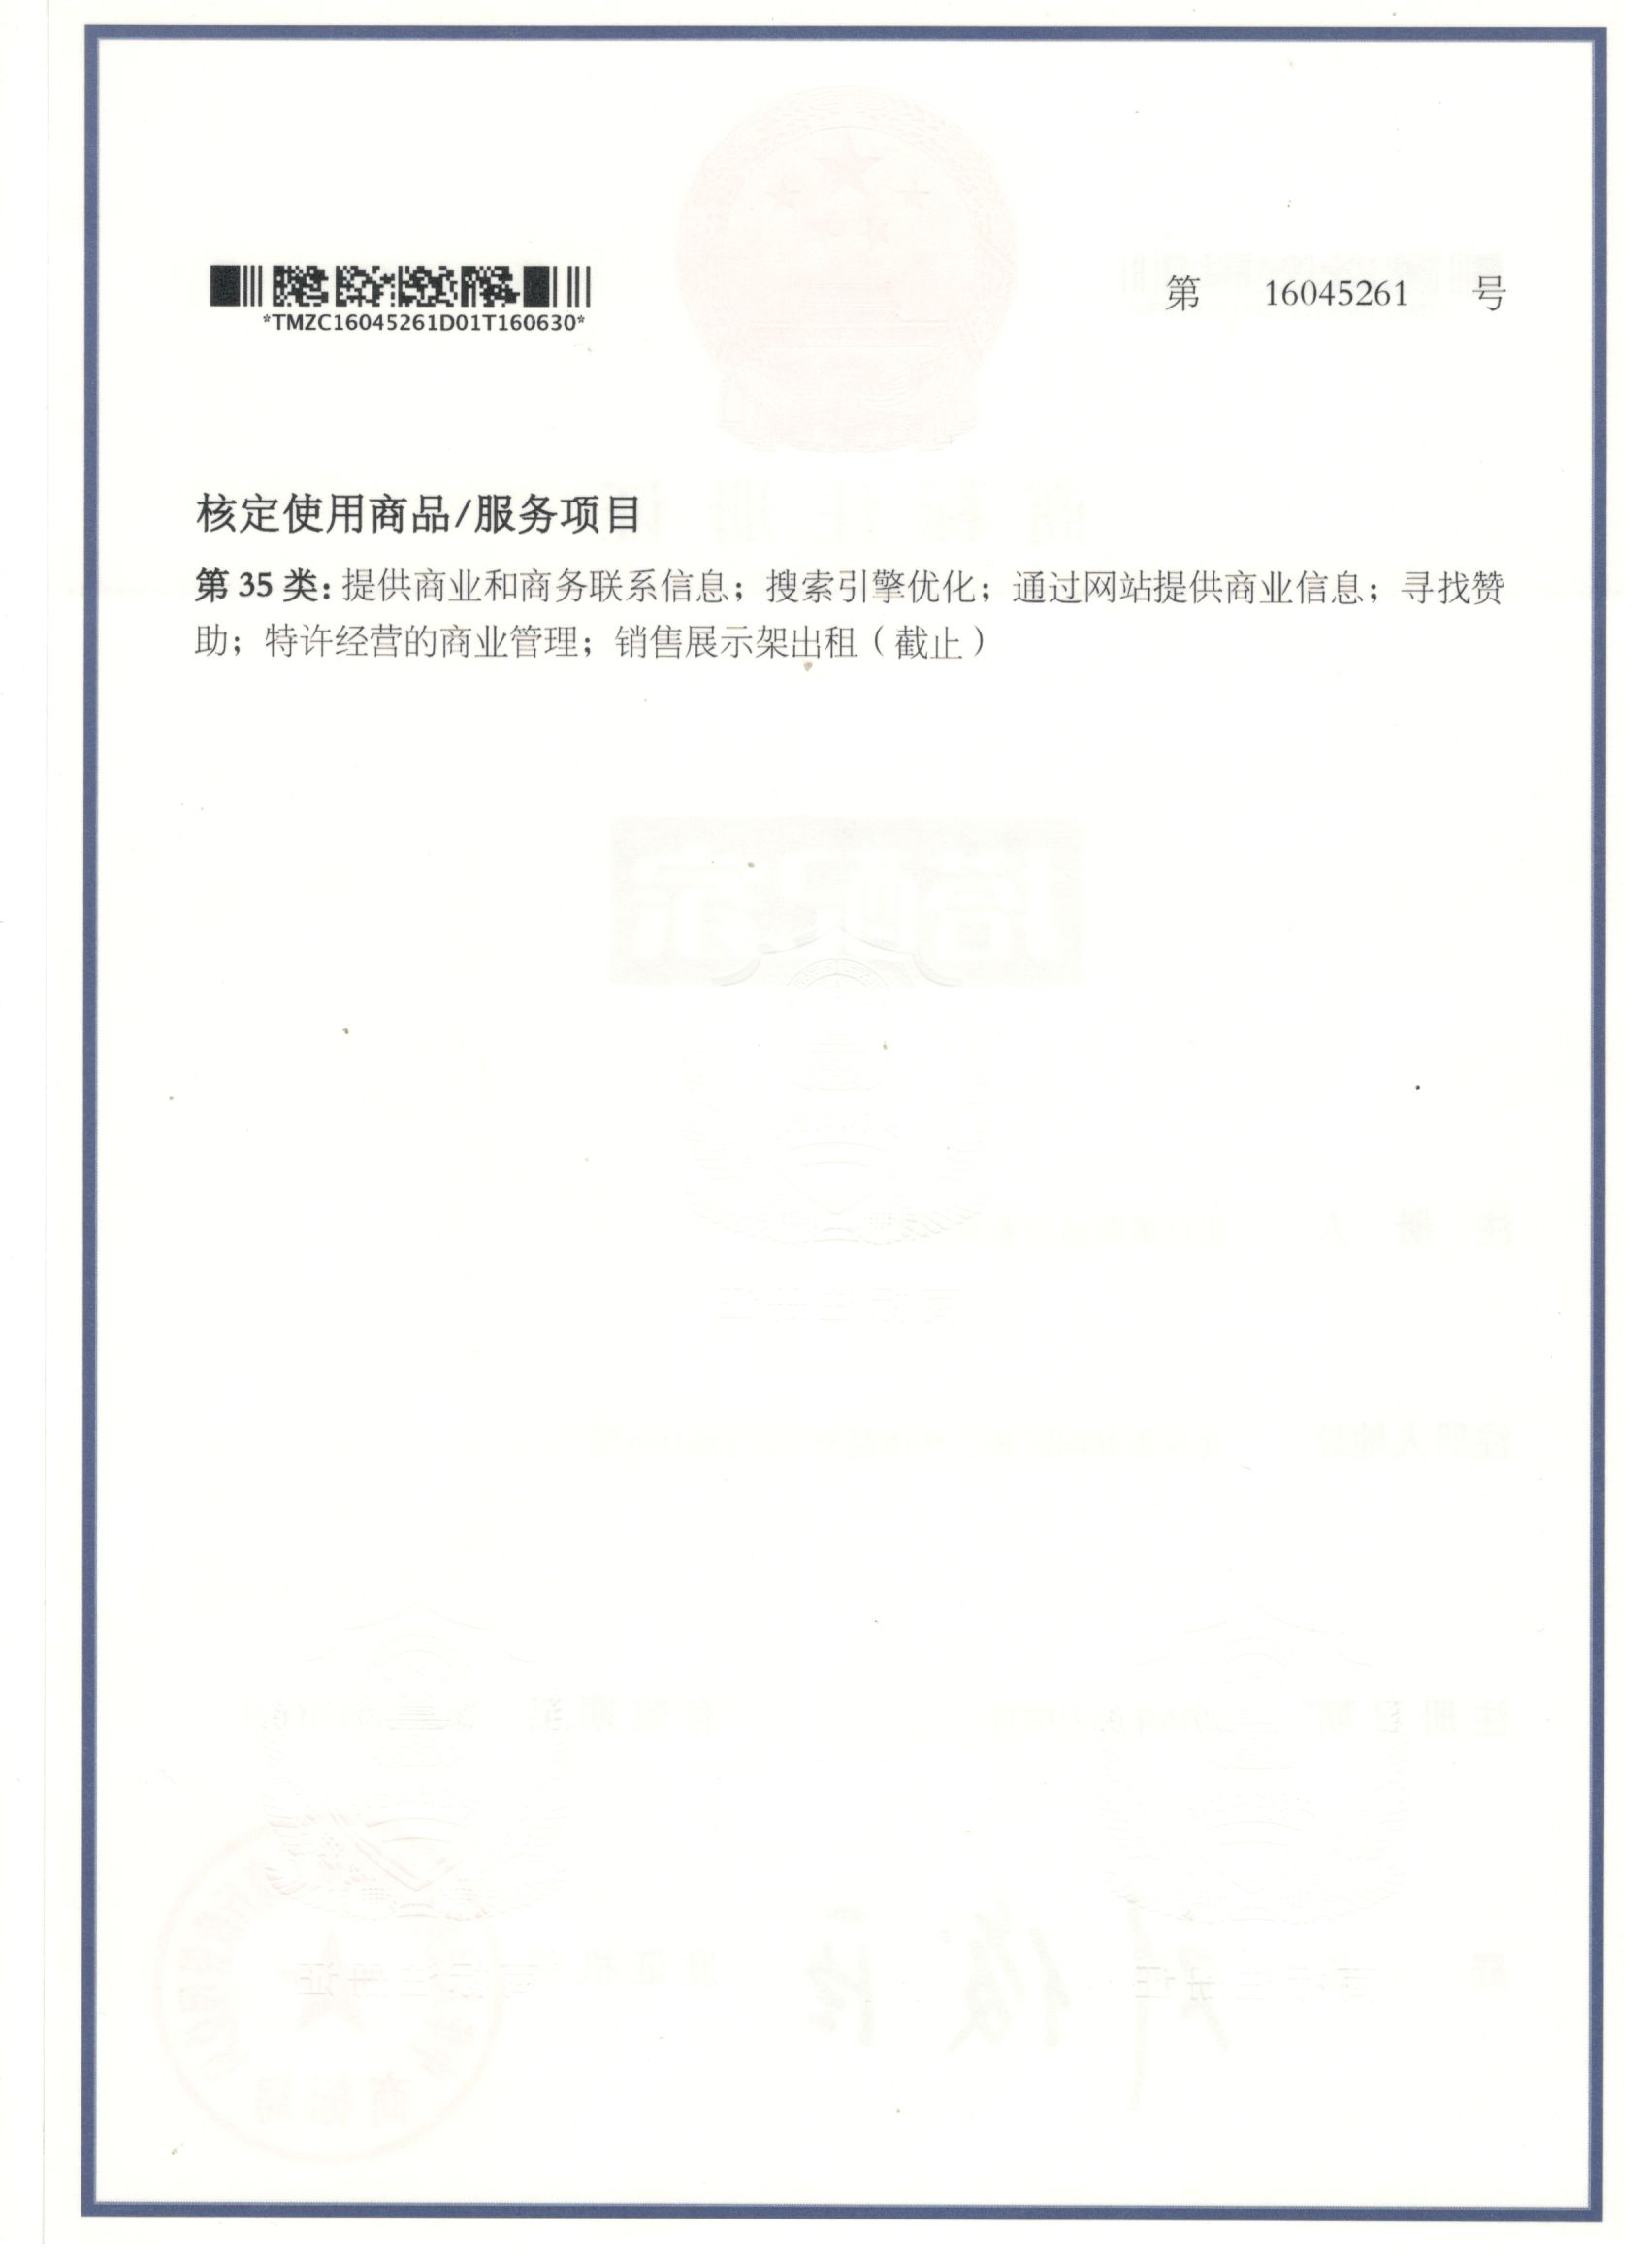 *TMZC16045261D01T160630*
第 16045261 号
核定使用商品/服务项目
第 35 类: 提供商业和商务联系信息；搜索引擎优化；通过网站提供商业信息；寻找赞
助；特许经营的商业管理；销售展示架出租（截止）